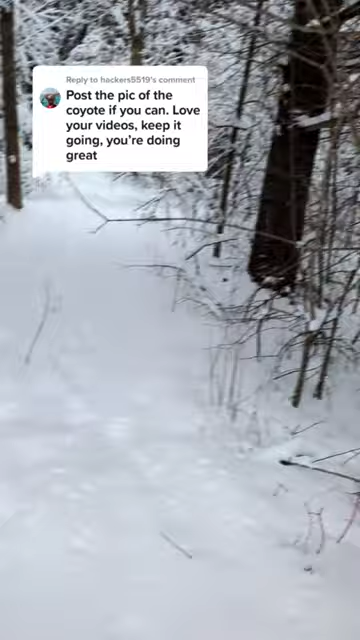 Reply to hackers5519's comment
Post the pic of the
coyote if you can. Love
your videos, keep it
going, you're doing
great